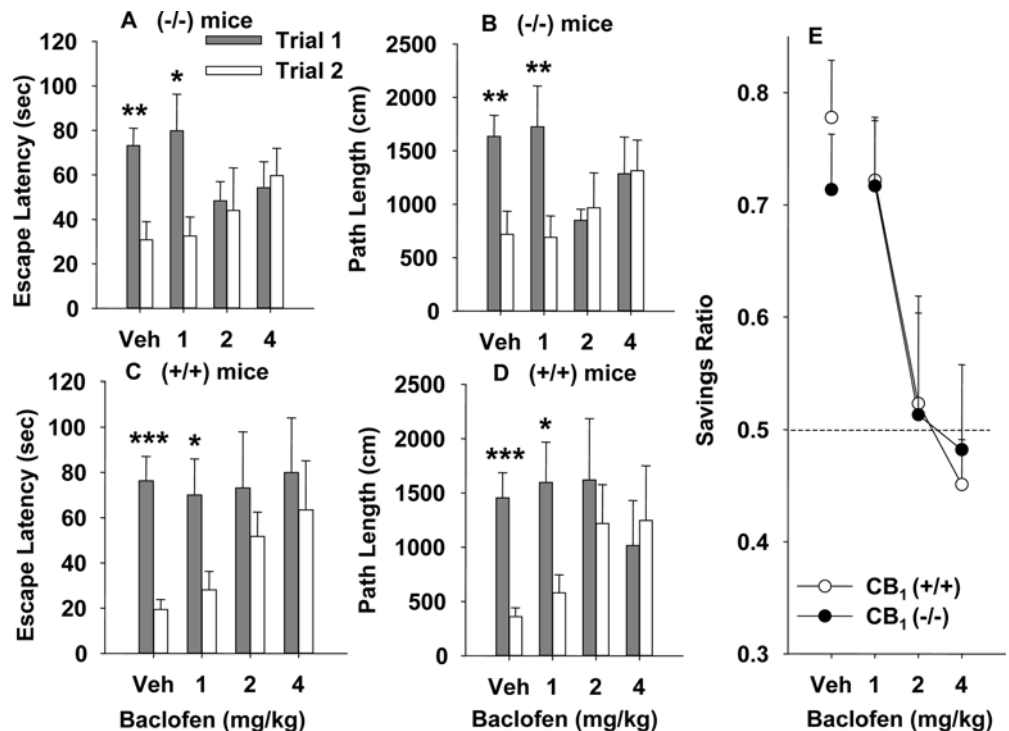 A (-/-) mice
Trial 1
Trial 2
Escape Latency (sec)
120
100
80
60
40
20
0
**
*
Veh 1 2 4
B (-/-) mice
Path Length (cm)
2500
2000
1500
1000
500
0
**
**
Veh 1 2 4
C (+/+) mice
Escape Latency (sec)
120
100
80
60
40
20
0
***
*
Veh 1 2 4
Baclofen (mg/kg)
D (+/+) mice
Path Length (cm)
2500
2000
1500
1000
500
0
***
*
Veh 1 2 4
Baclofen (mg/kg)
E
Savings Ratio
0.8
0.7
0.6
0.5
0.4
0.3
CB1 (+/+)
CB1 (-/-)
Veh 1 2 4
Baclofen (mg/kg)